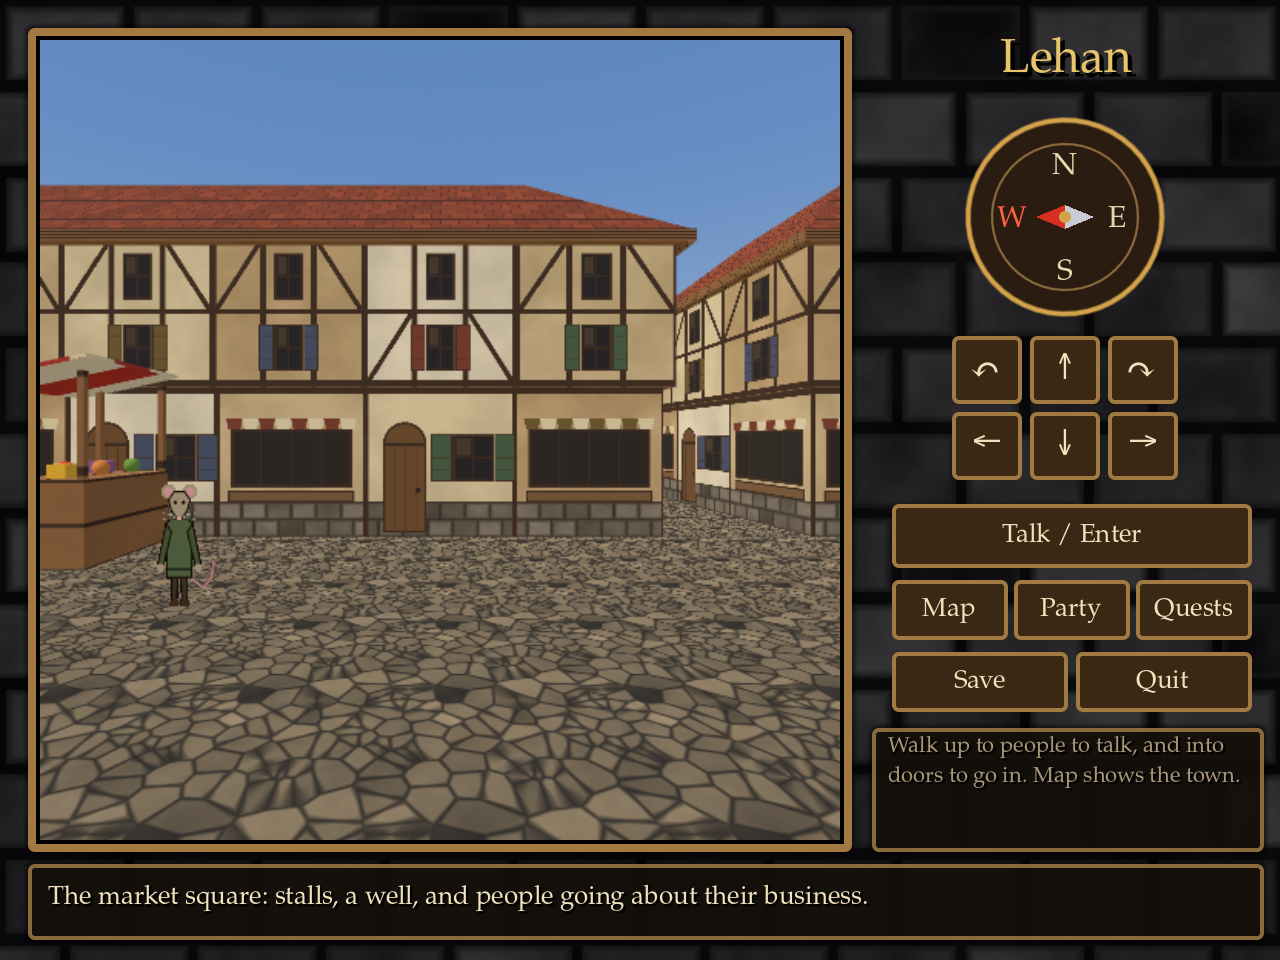 Lehan
N
W
E
S
Talk / Enter
Map
Party
Quests
Save
Quit
Walk up to people to talk, and into
doors to go in. Map shows the town.
The market square: stalls, a well, and people going about their business.